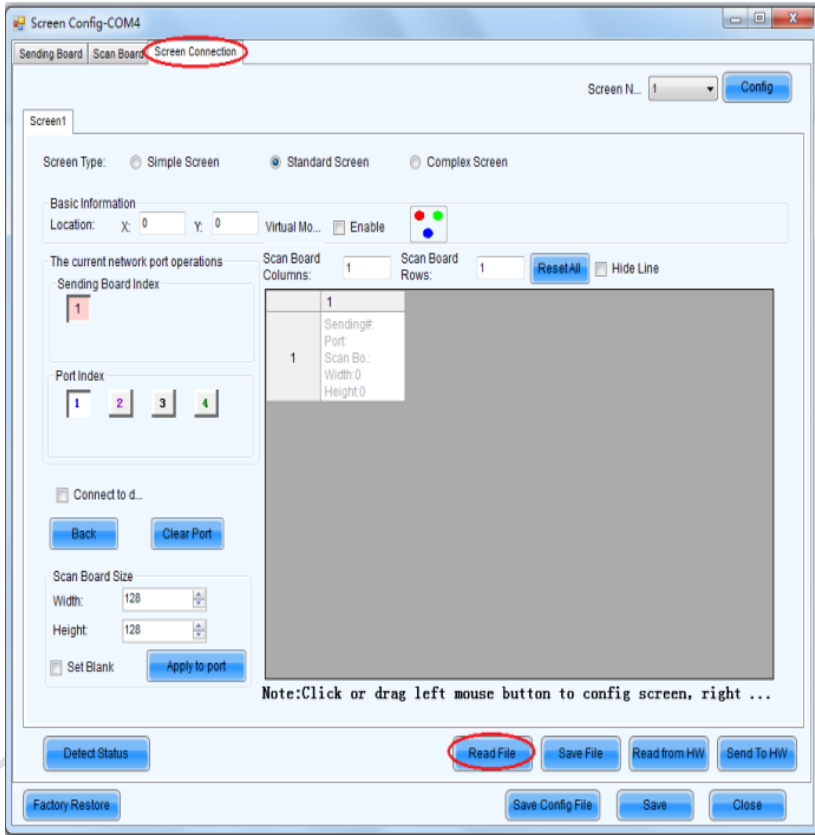 Screen Config-COM4
Sending Board Scan Board Screen Connection
Screen N... 1 Config
Screen1
Screen Type: Simple Screen Standard Screen Complex Screen
Basic Information
Location: X: 0 Y: 0 Virtual Mo... Enable
The current network port operations
Scan Board Columns: 1 Scan Board Rows: 1 Reset All Hide Line
Sending Board Index
1
1
1
Sending#:
Port:
Scan Bo.:
Width:0
Height:0
Port Index
1 2 3 4
Connect to d...
Back Clear Port
Scan Board Size
Width: 128
Height: 128
Set Blank Apply to port
Note:Click or drag left mouse button to config screen, right ...
Detect Status Read File Save File Read from HW Send To HW
Factory Restore Save Config File Save Close